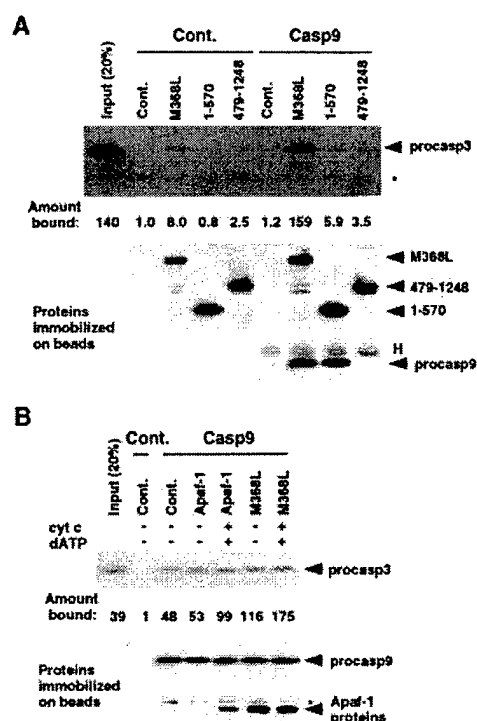 A
Cont. Casp9
Input (20%) Cont. M368L 1-570 479-1248 Cont. M368L 1-570 479-1248
procasp3
Amount bound: 140 1.0 8.0 0.8 2.5 1.2 159 5.9 3.5
M368L
479-1248
1-570
Proteins immobilized on beads
H
procasp9
B
Cont. Casp9
Input (20%) Cont. Cont. Apaf-1 Apaf-1 M368L M368L
cyt c - - - + - +
dATP - - - + - +
procasp3
Amount bound: 39 1 48 53 99 116 175
procasp9
Proteins immobilized on beads
Apaf-1 proteins